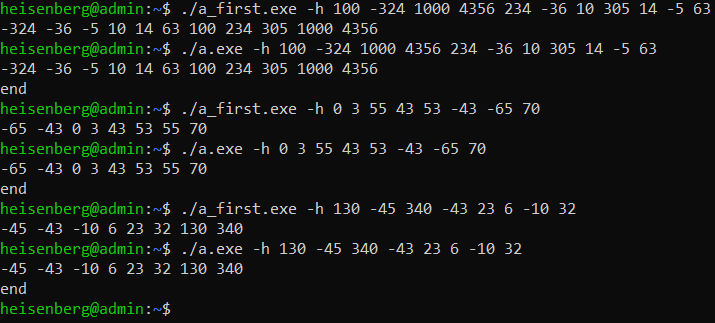 heisenberg@admin:~$ ./a_first.exe -h 100 -324 1000 4356 234 -36 10 305 14 -5 63
-324 -36 -5 10 14 63 100 234 305 1000 4356
heisenberg@admin:~$ ./a.exe -h 100 -324 1000 4356 234 -36 10 305 14 -5 63
-324 -36 -5 10 14 63 100 234 305 1000 4356
end
heisenberg@admin:~$ ./a_first.exe -h 0 3 55 43 53 -43 -65 70
-65 -43 0 3 43 53 55 70
heisenberg@admin:~$ ./a.exe -h 0 3 55 43 53 -43 -65 70
-65 -43 0 3 43 53 55 70
end
heisenberg@admin:~$ ./a_first.exe -h 130 -45 340 -43 23 6 -10 32
-45 -43 -10 6 23 32 130 340
heisenberg@admin:~$ ./a.exe -h 130 -45 340 -43 23 6 -10 32
-45 -43 -10 6 23 32 130 340
end
heisenberg@admin:~$